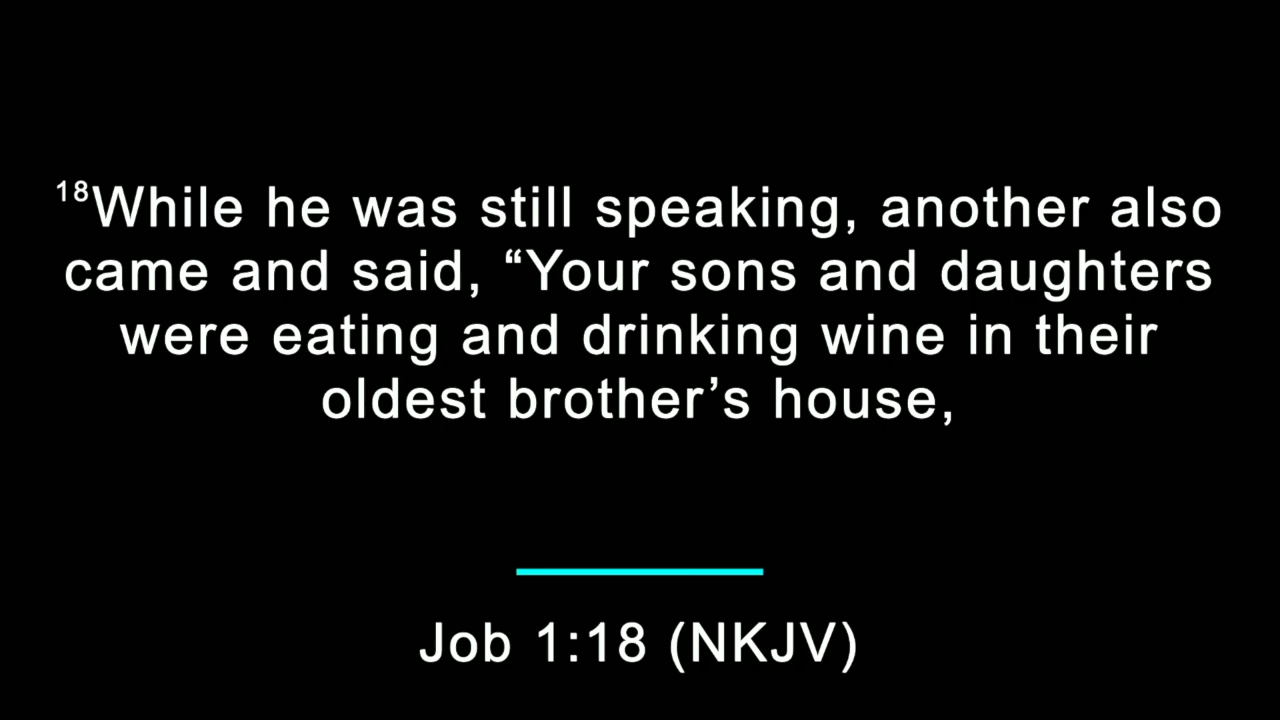 18While he was still speaking, another also
came and said, “Your sons and daughters
were eating and drinking wine in their
oldest brother’s house,
Job 1:18 (NKJV)